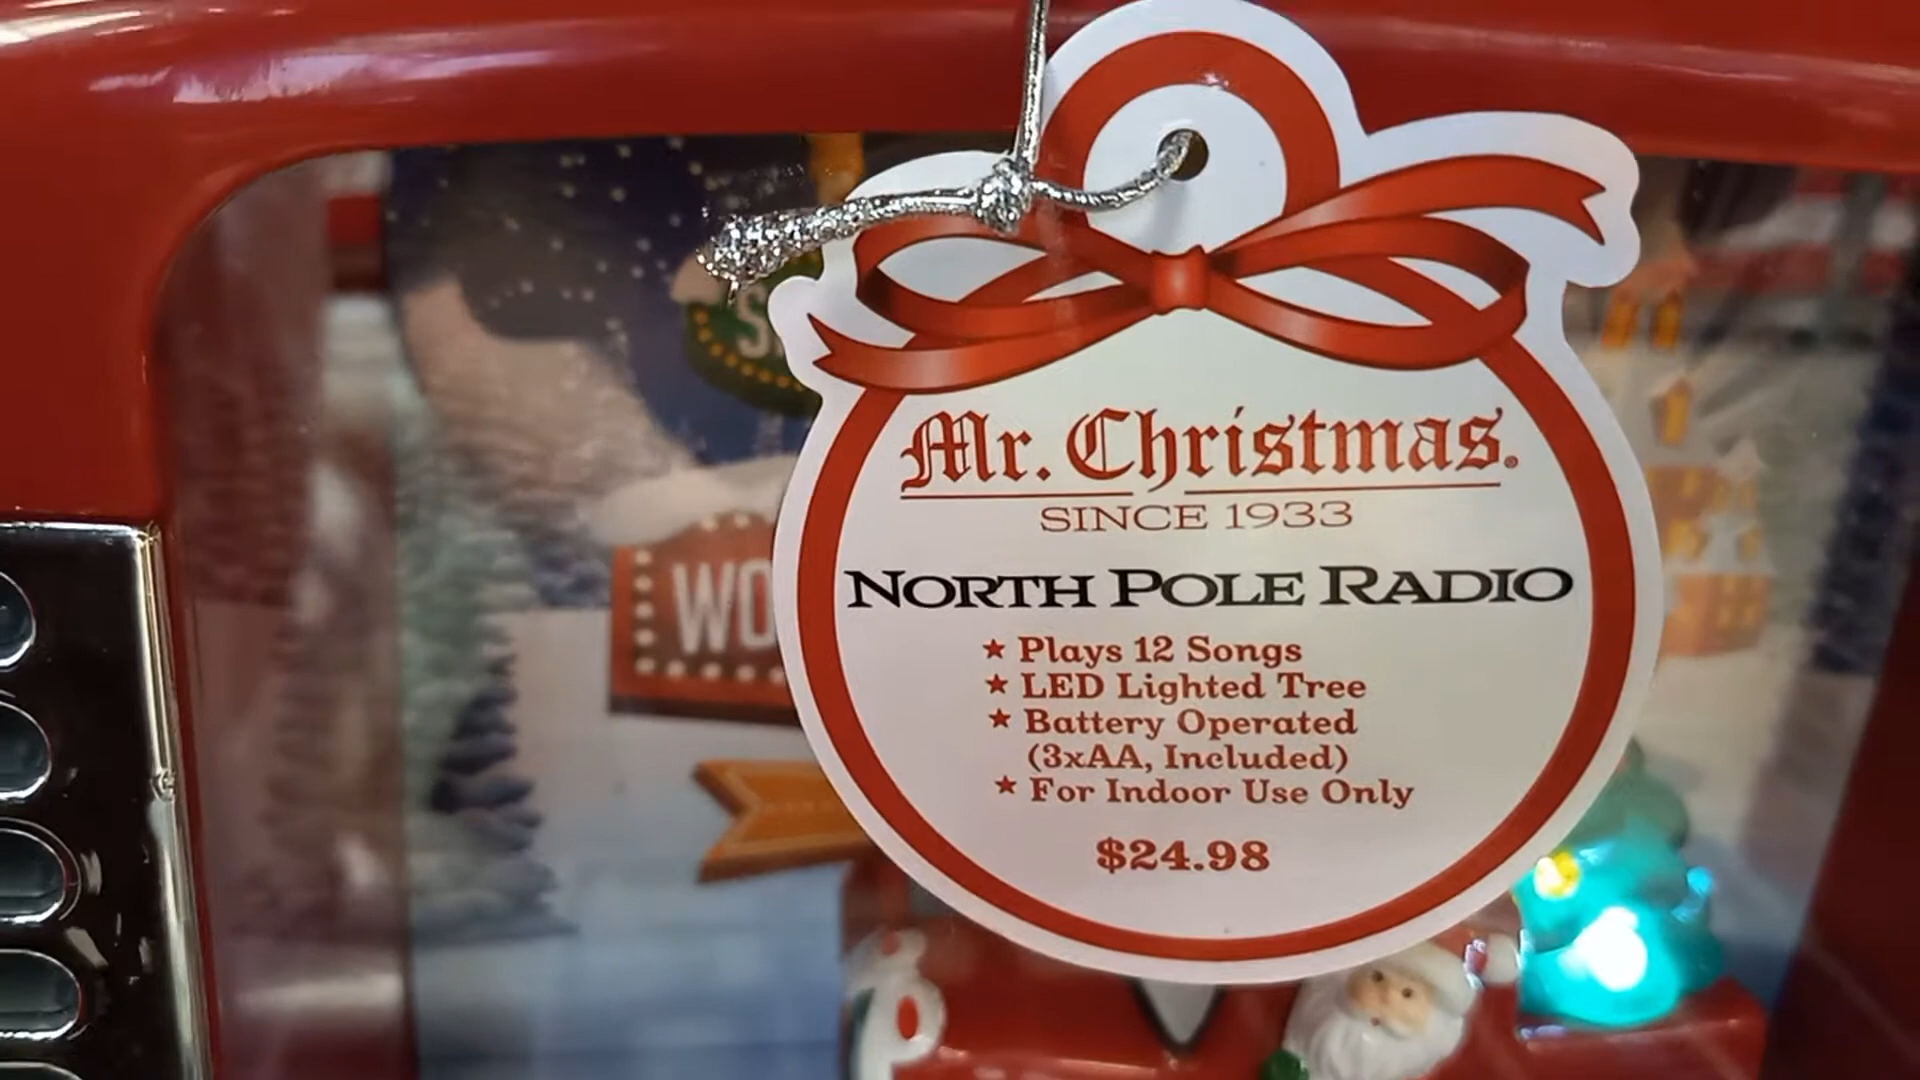 Mr. Christmas.
SINCE 1933
NORTH POLE RADIO
★ Plays 12 Songs
★ LED Lighted Tree
★ Battery Operated
(3xAA, Included)
★ For Indoor Use Only
$24.98